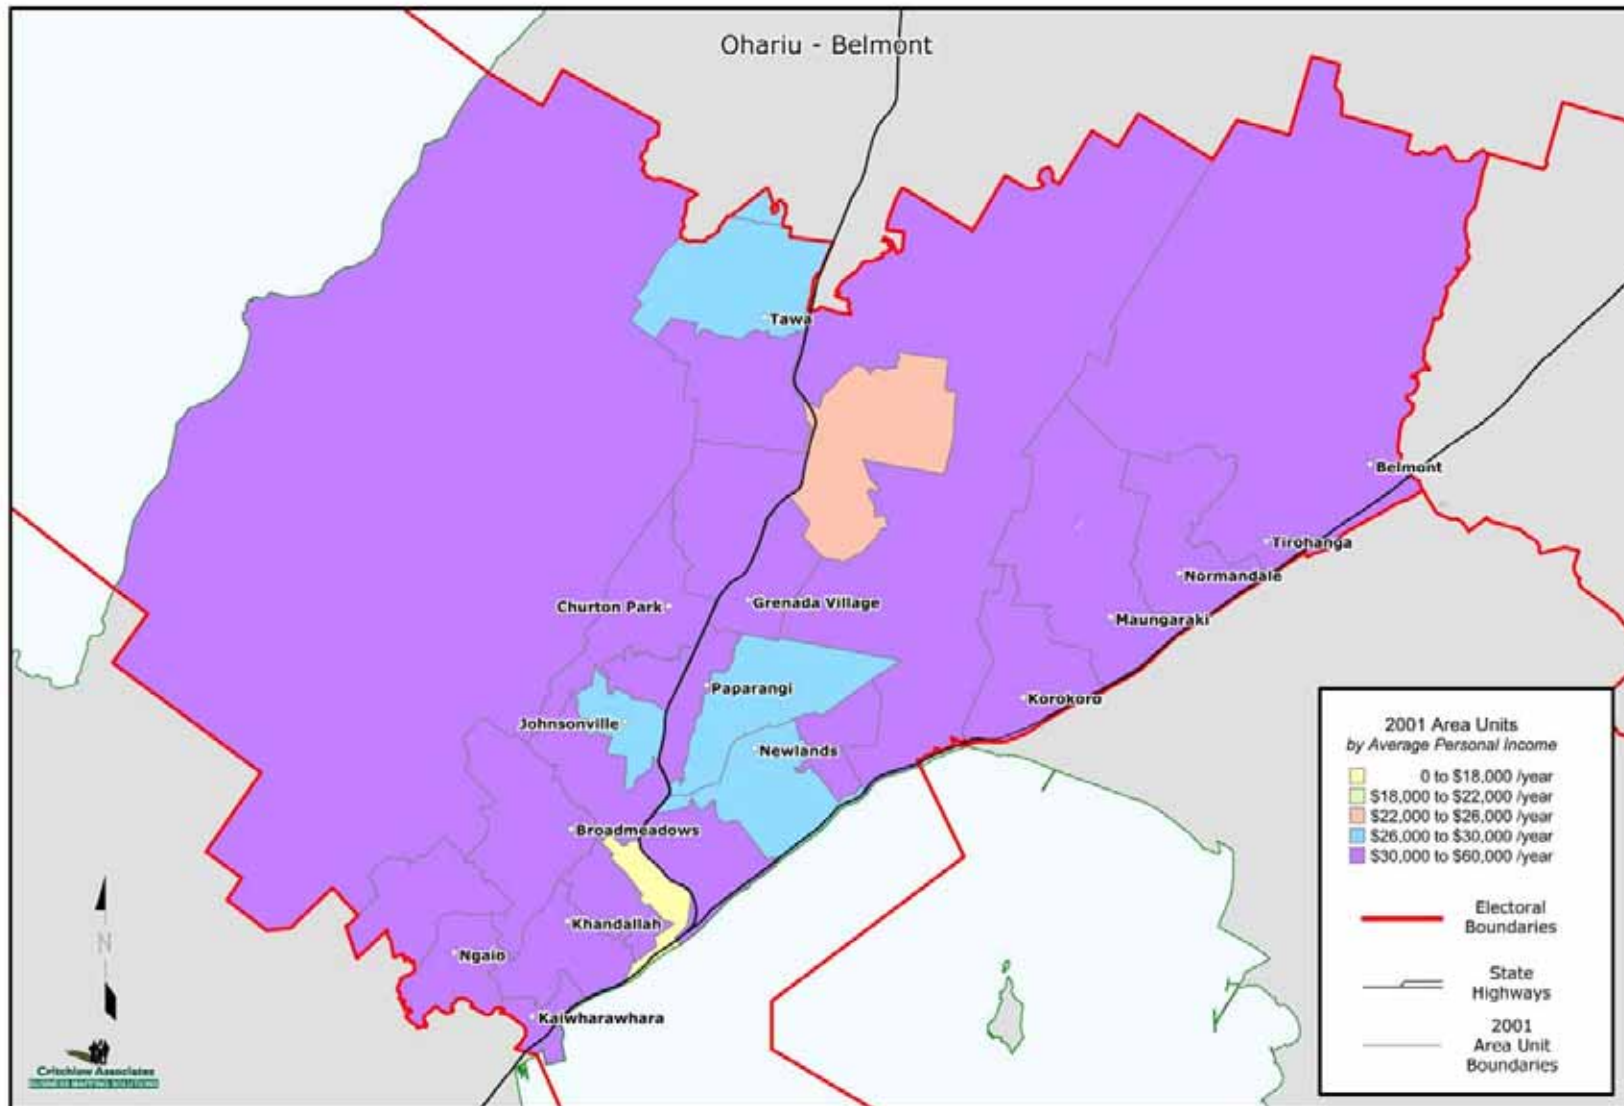 Ohariu - Belmont
Tawa
Belmont
Tirohanga
Normandale
Churton Park
Grenada Village
Maungaraki
Paparangi
Korokoro
Johnsonville
Newlands
Broadmeadows
Khandallah
Ngaio
Kaiwharawhara
N
Critchlow Associates
BUSINESS MAPPING SOLUTIONS
2001 Area Units
by Average Personal Income
0 to $18,000 /year
$18,000 to $22,000 /year
$22,000 to $26,000 /year
$26,000 to $30,000 /year
$30,000 to $60,000 /year
Electoral
Boundaries
State
Highways
2001
Area Unit
Boundaries